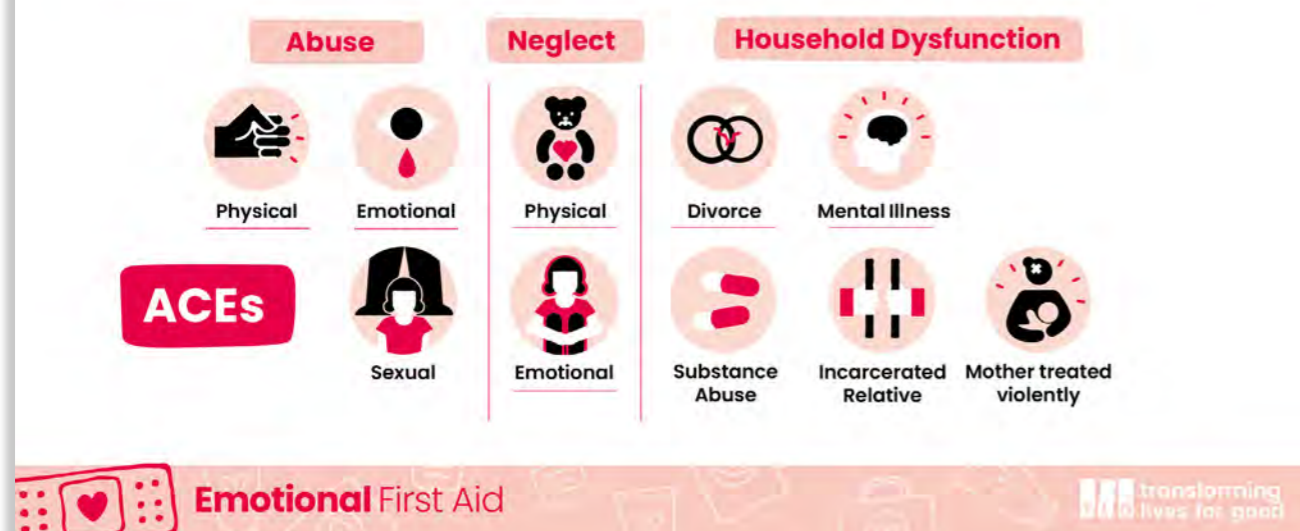 Abuse
Neglect
Household Dysfunction
Physical
Emotional
Physical
Divorce
Mental Illness
ACEs
Sexual
Emotional
Substance
Abuse
Incarcerated
Relative
Mother treated
violently
Emotional First Aid
transforming
lives for good